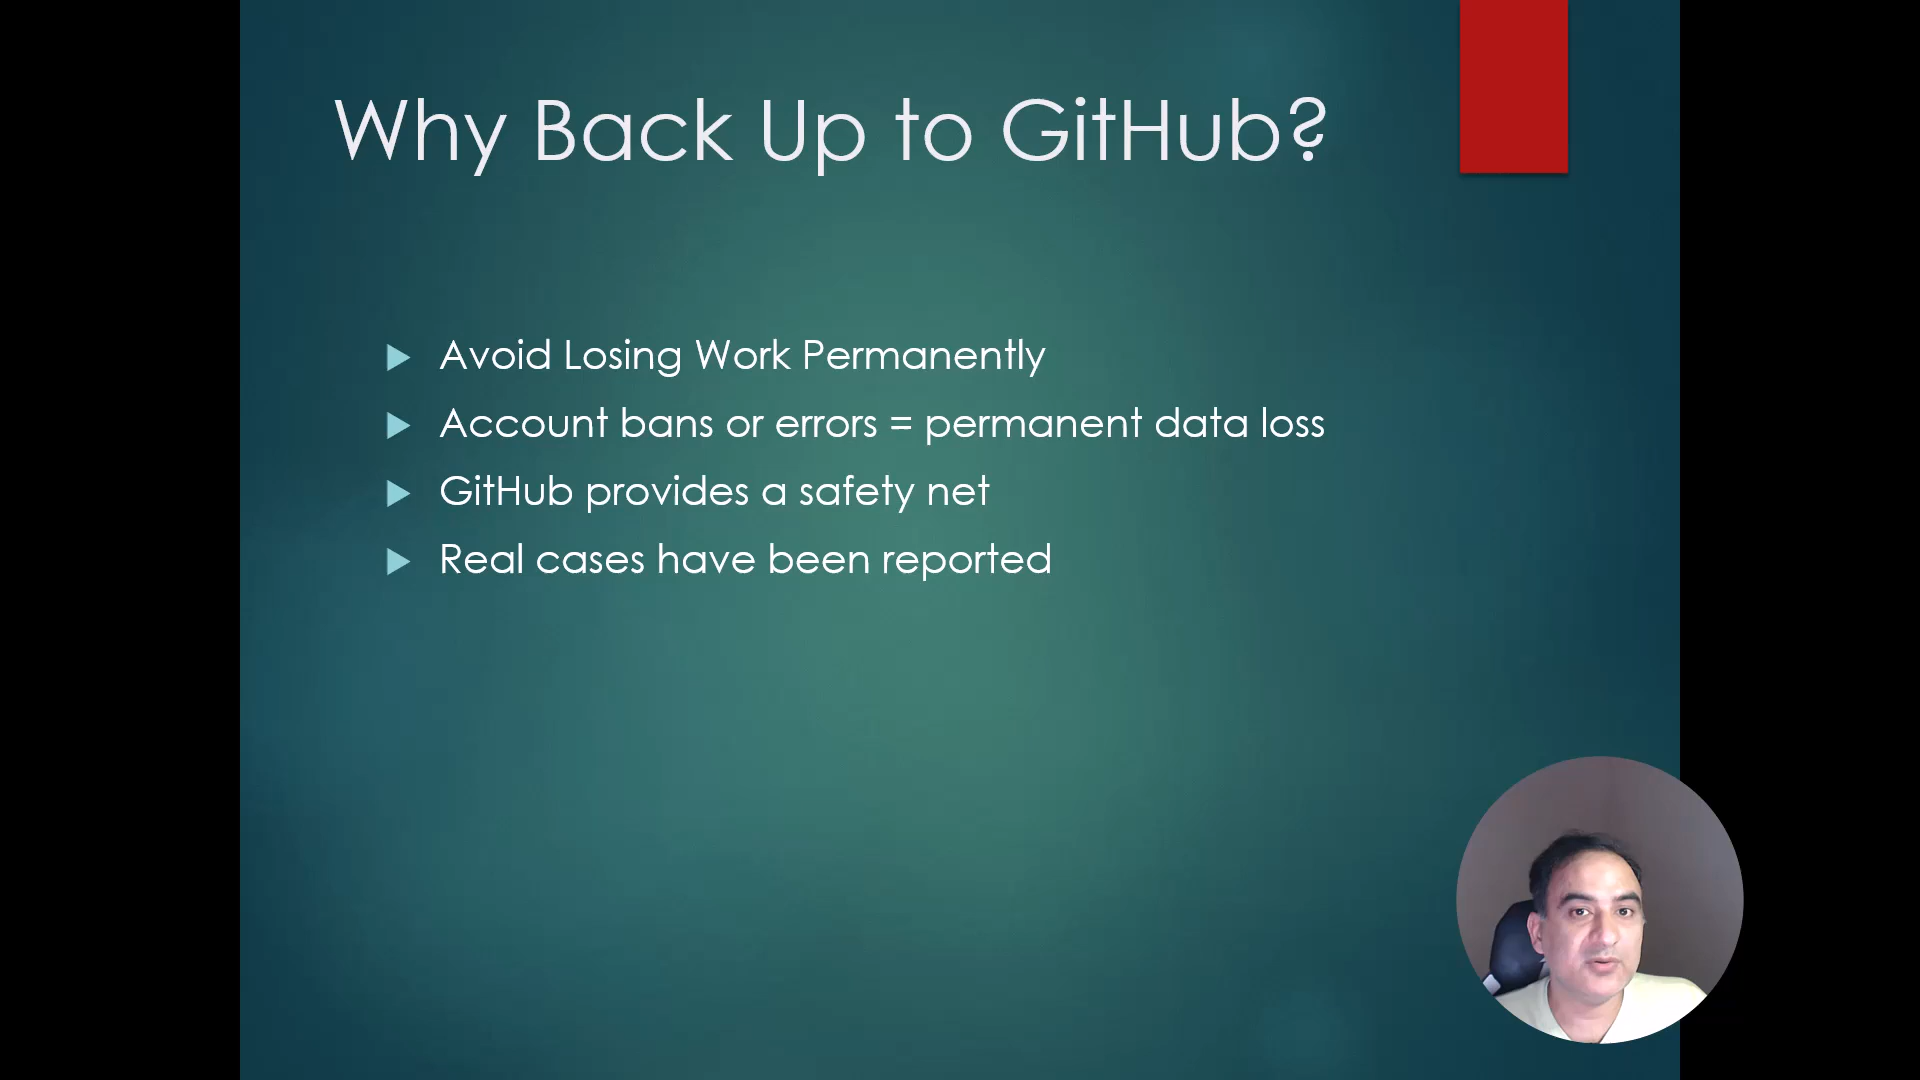 Why Back Up to GitHub?
Avoid Losing Work Permanently
Account bans or errors = permanent data loss
GitHub provides a safety net
Real cases have been reported